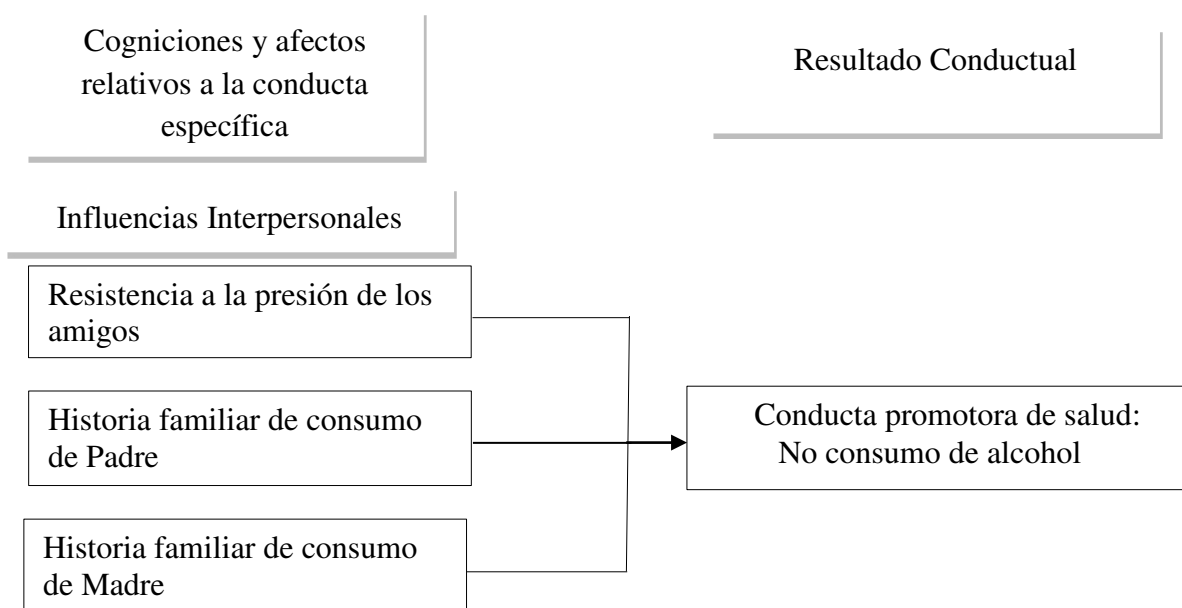 Cogniciones y afectos
relativos a la conducta
específica
Resultado Conductual
Influencias Interpersonales
Resistencia a la presión de los
amigos
Historia familiar de consumo
de Padre
Conducta promotora de salud:
No consumo de alcohol
Historia familiar de consumo
de Madre